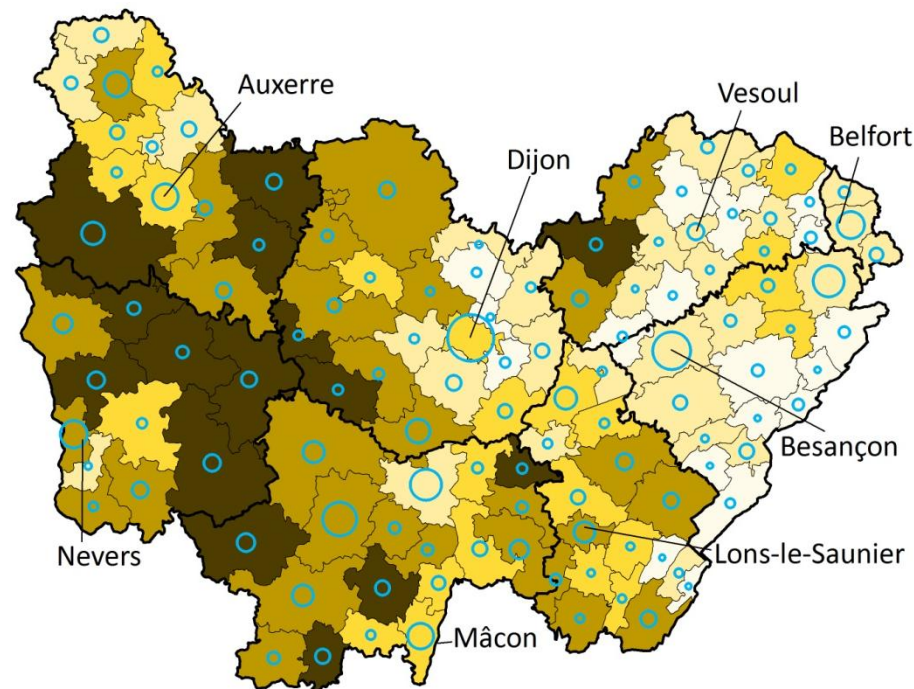 Auxerre
Vesoul
Belfort
Dijon
Besançon
Nevers
Lons-le-Saunier
Mâcon